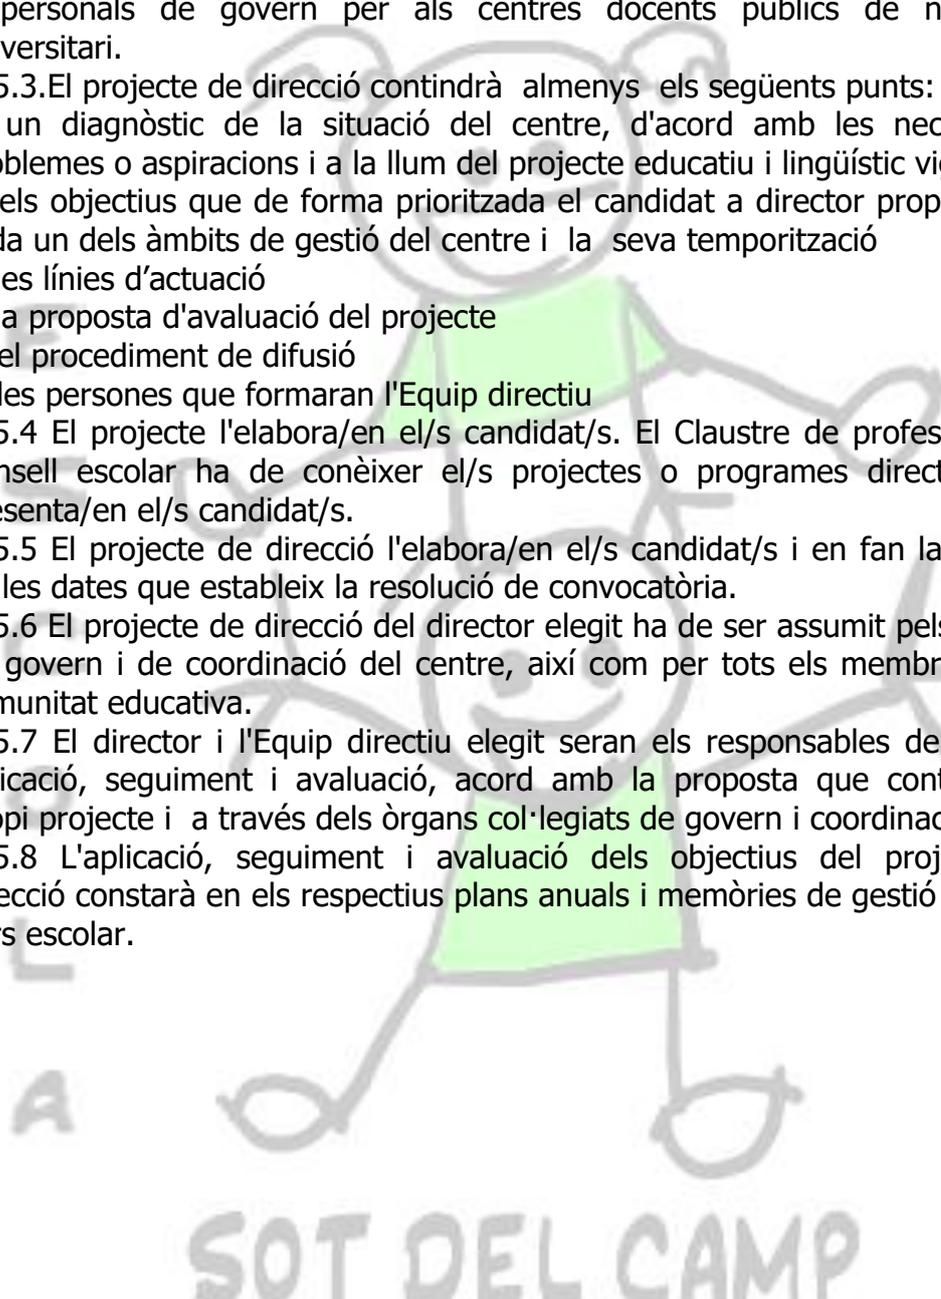 personals de govern per als centres docents públics de n
versitari.
5.3.El projecte de direcció contindrà almenys els següents punts:
un diagnòstic de la situació del centre, d'acord amb les nec
oblemes o aspiracions i a la llum del projecte educatiu i lingüístic vi
els objectius que de forma prioritzada el candidat a director prop
da un dels àmbits de gestió del centre i la seva temporització
es línies d’actuació
a proposta d'avaluació del projecte
el procediment de difusió
les persones que formaran l'Equip directiu
5.4 El projecte l'elabora/en el/s candidat/s. El Claustre de profes
nsell escolar ha de conèixer el/s projectes o programes direct
esenta/en el/s candidat/s.
5.5 El projecte de direcció l'elabora/en el/s candidat/s i en fan la
les dates que estableix la resolució de convocatòria.
5.6 El projecte de direcció del director elegit ha de ser assumit pels
govern i de coordinació del centre, així com per tots els membr
munitat educativa.
5.7 El director i l'Equip directiu elegit seran els responsables de
licació, seguiment i avaluació, acord amb la proposta que cont
opi projecte i a través dels òrgans col·legiats de govern i coordinac
5.8 L'aplicació, seguiment i avaluació dels objectius del proj
ecció constarà en els respectius plans anuals i memòries de gestió
rs escolar.
L
A
SOT DEL CAMP